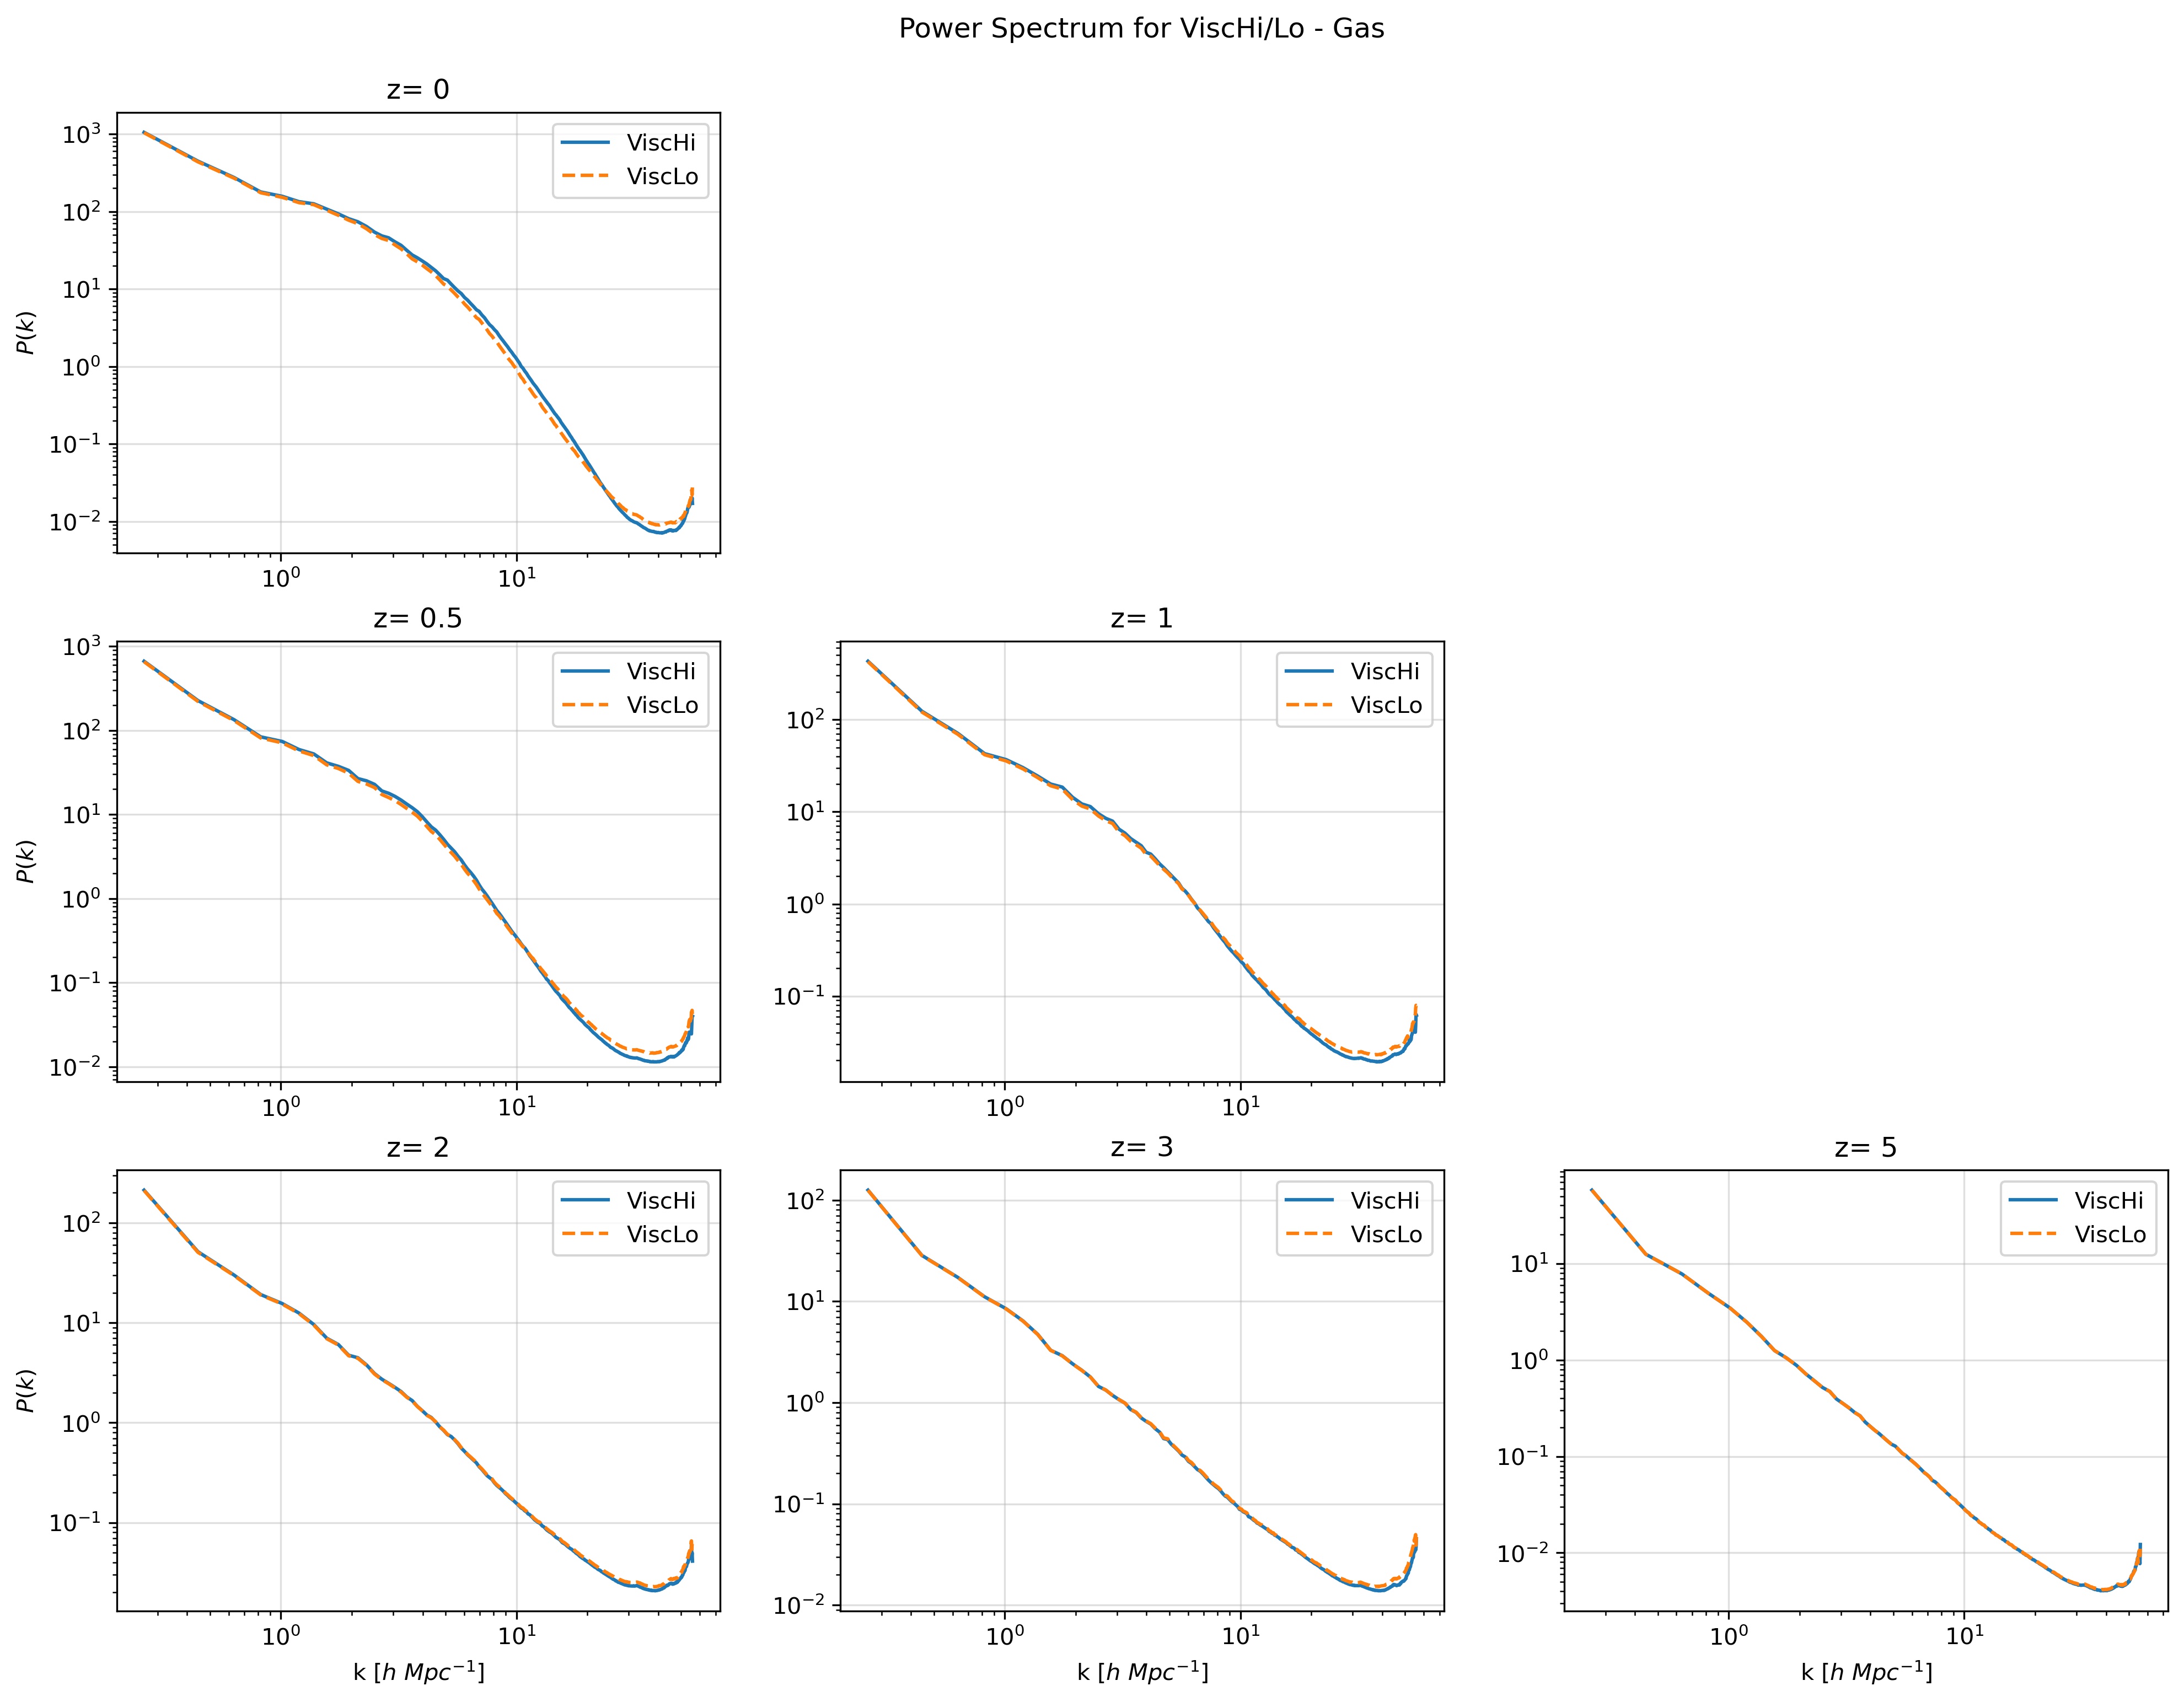 Power Spectrum for ViscHi/Lo - Gas
z= 0
P(k)
10³
10²
10¹
10⁰
10⁻¹
10⁻²
ViscHi
ViscLo
10⁰ 10¹
z= 0.5
P(k)
10³
10²
10¹
10⁰
10⁻¹
10⁻²
ViscHi
ViscLo
10⁰ 10¹
z= 1
10²
10¹
10⁰
10⁻¹
ViscHi
ViscLo
10⁰ 10¹
z= 2
P(k)
10²
10¹
10⁰
10⁻¹
ViscHi
ViscLo
10⁰ 10¹
k [h Mpc⁻¹]
z= 3
10²
10¹
10⁰
10⁻¹
10⁻²
ViscHi
ViscLo
10⁰ 10¹
k [h Mpc⁻¹]
z= 5
10¹
10⁰
10⁻¹
10⁻²
ViscHi
ViscLo
10⁰ 10¹
k [h Mpc⁻¹]